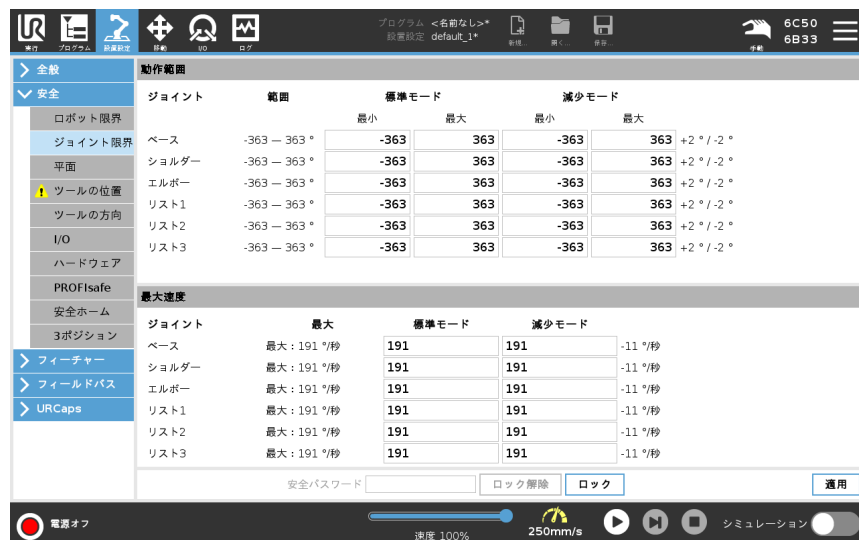 UR
プログラム <名前なし>*
設置設定 default_1*
6C50
6B33
実行 プログラム 設置設定 移動 I/O ログ 新規... 開く... 保存... 手動
全般
安全
ロボット限界
ジョイント限界
平面
ツールの位置
ツールの方向
I/O
ハードウェア
PROFIsafe
安全ホーム
3ポジション
フィーチャー
フィールドバス
URCaps
動作範囲
ジョイント 範囲 標準モード 減少モード
最小 最大 最小 最大
ベース -363 — 363 ° -363 363 -363 363 +2 ° / -2 °
ショルダー -363 — 363 ° -363 363 -363 363 +2 ° / -2 °
エルボー -363 — 363 ° -363 363 -363 363 +2 ° / -2 °
リスト1 -363 — 363 ° -363 363 -363 363 +2 ° / -2 °
リスト2 -363 — 363 ° -363 363 -363 363 +2 ° / -2 °
リスト3 -363 — 363 ° -363 363 -363 363 +2 ° / -2 °
最大速度
ジョイント 最大 標準モード 減少モード
ベース 最大：191 °/秒 191 191 -11 °/秒
ショルダー 最大：191 °/秒 191 191 -11 °/秒
エルボー 最大：191 °/秒 191 191 -11 °/秒
リスト1 最大：191 °/秒 191 191 -11 °/秒
リスト2 最大：191 °/秒 191 191 -11 °/秒
リスト3 最大：191 °/秒 191 191 -11 °/秒
安全パスワード ロック解除 ロック 適用
電源オフ 速度 100% 250mm/s シミュレーション